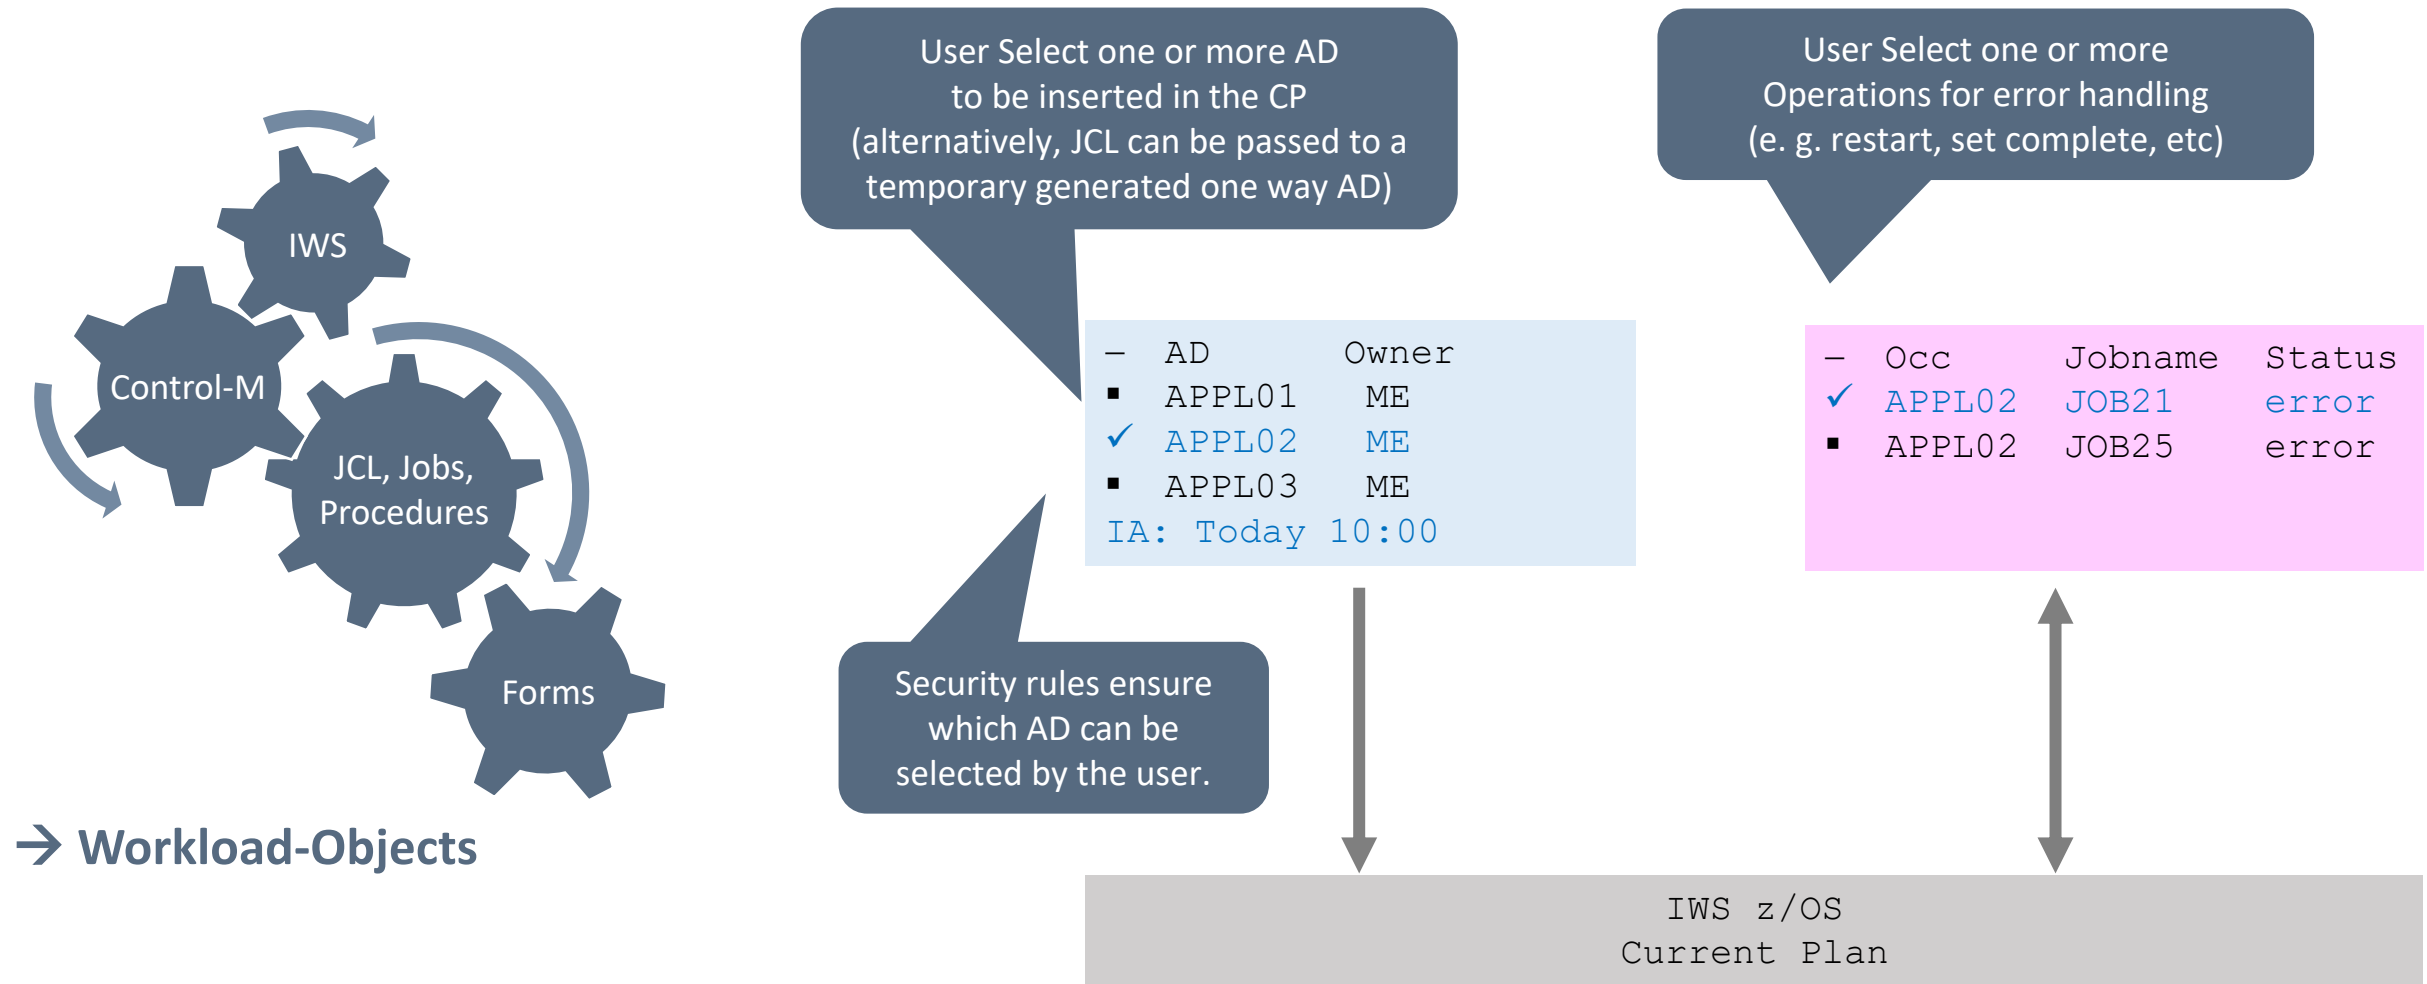 IWS
Control-M
JCL, Jobs,
Procedures
Forms
→ Workload-Objects
User Select one or more AD
to be inserted in the CP
(alternatively, JCL can be passed to a
temporary generated one way AD)
User Select one or more
Operations for error handling
(e. g. restart, set complete, etc)
– AD Owner
▪ APPL01 ME
✓ APPL02 ME
▪ APPL03 ME
IA: Today 10:00
– Occ Jobname Status
✓ APPL02 JOB21 error
▪ APPL02 JOB25 error
Security rules ensure
which AD can be
selected by the user.
IWS z/OS
Current Plan